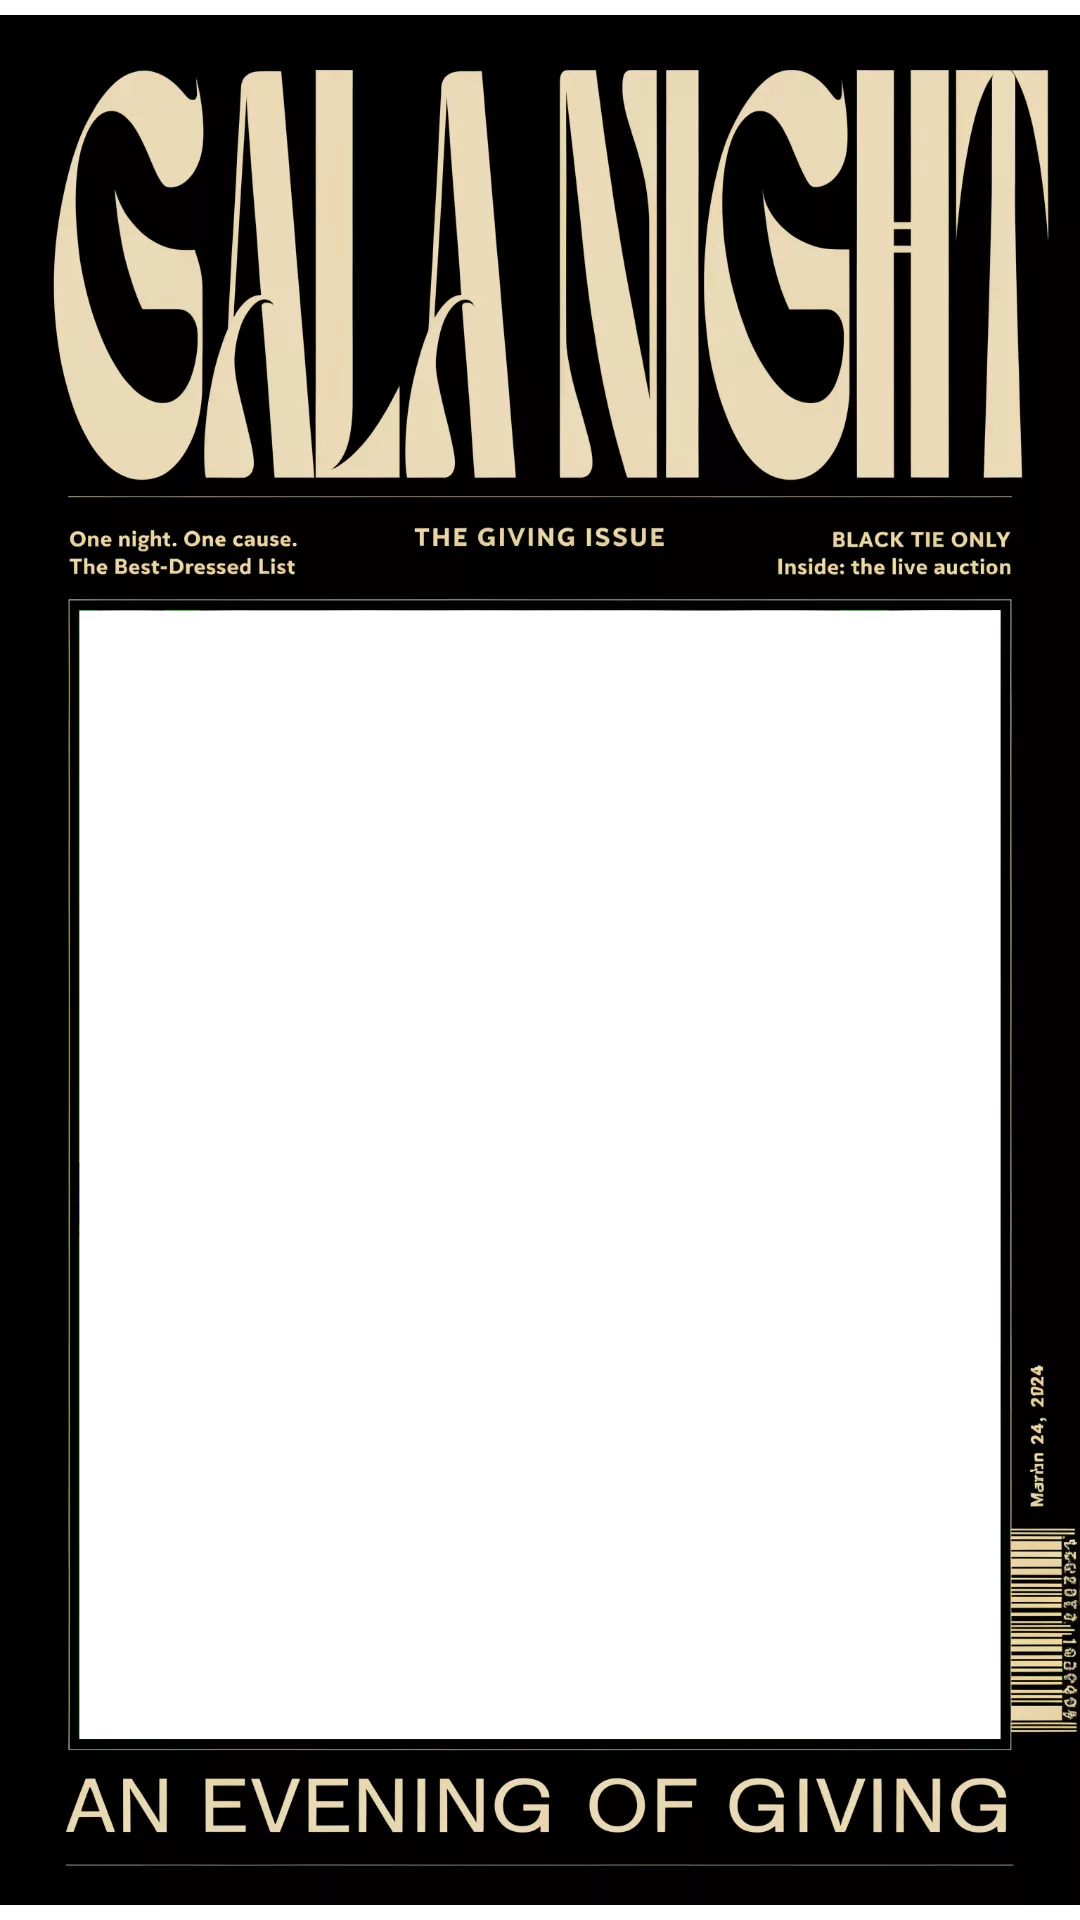 GALA NIGHT
One night. One cause.
The Best-Dressed List
THE GIVING ISSUE
BLACK TIE ONLY
Inside: the live auction
24, 2024
AN EVENING OF GIVING